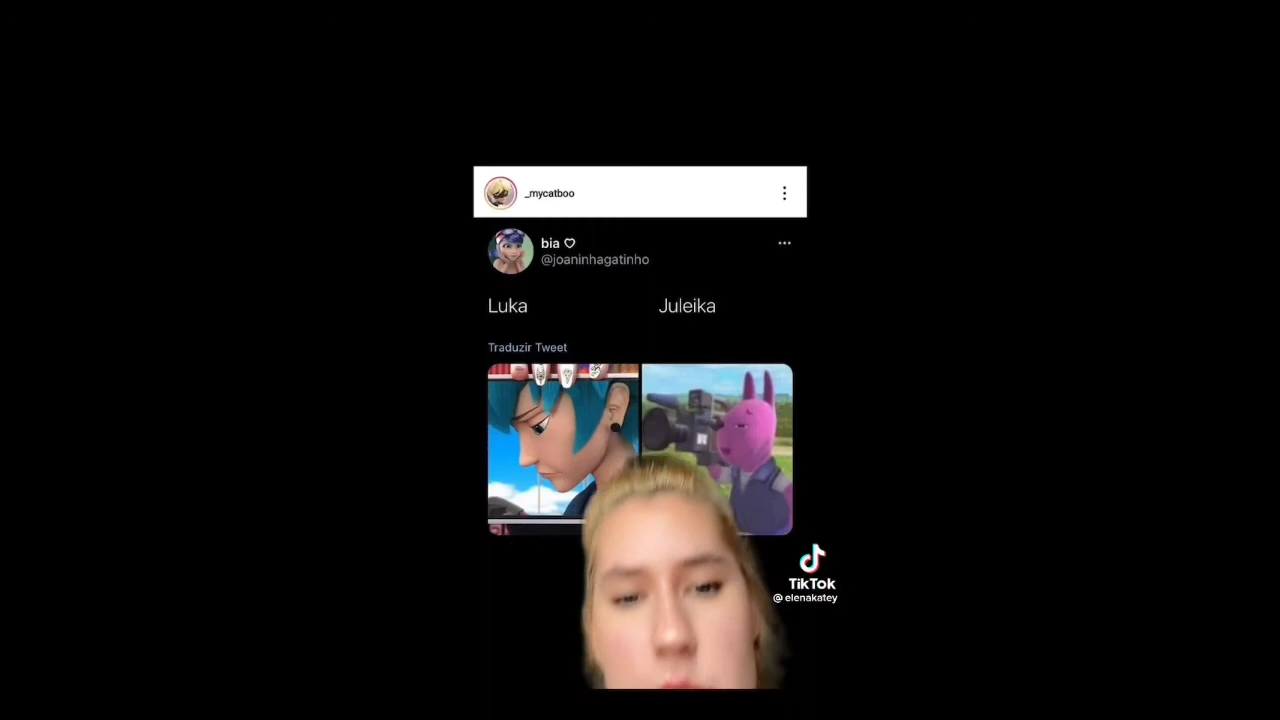 _mycatboo
bia ♡
@joaninhagatinho
Luka Juleika
Traduzir Tweet
TikTok
@elenakatey